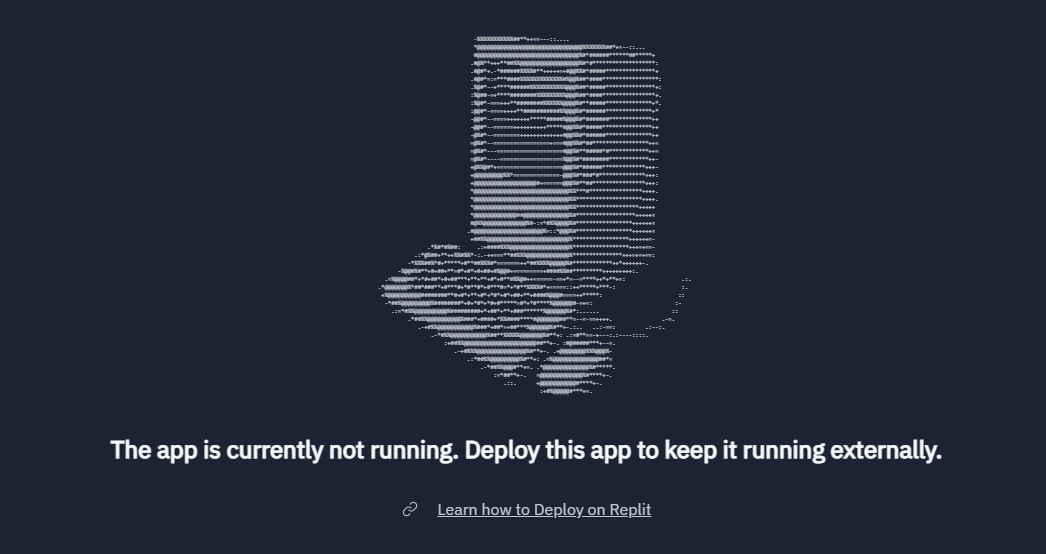 The app is currently not running. Deploy this app to keep it running externally.
Learn how to Deploy on Replit